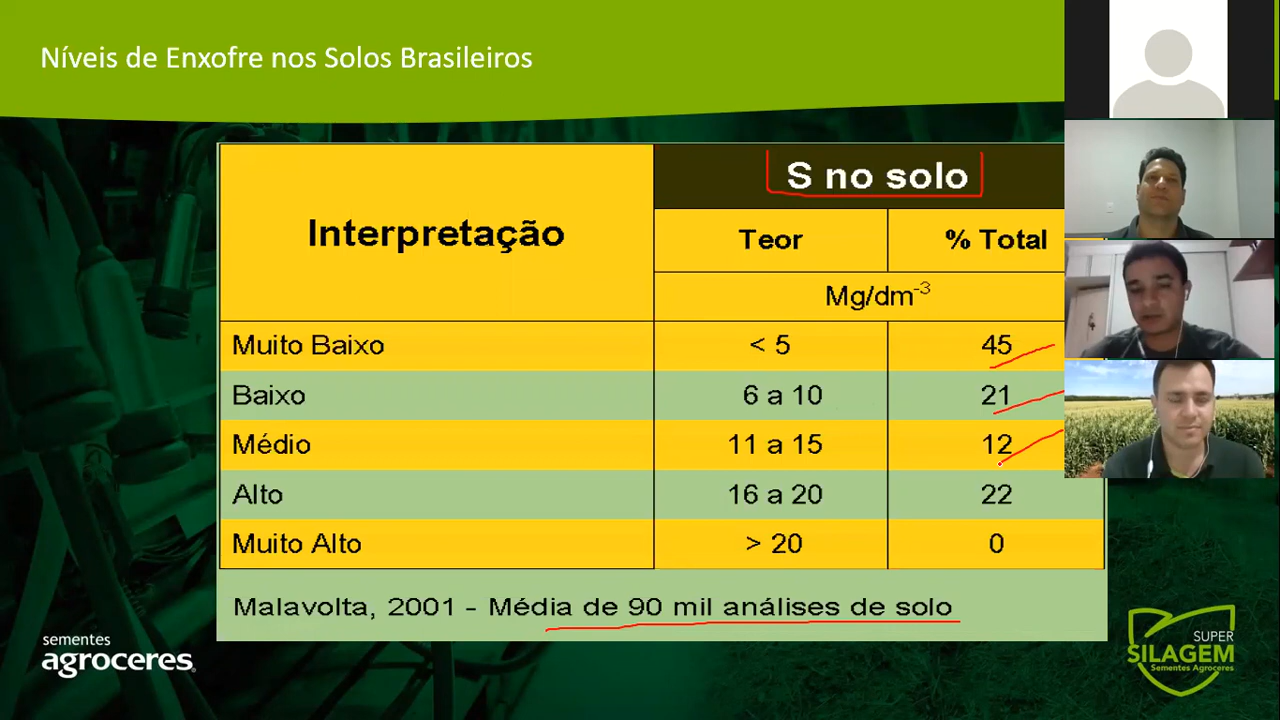 Níveis de Enxofre nos Solos Brasileiros
Interpretação
S no solo
Teor
% Total
Mg/dm-3
Muito Baixo < 5 45
Baixo 6 a 10 21
Médio 11 a 15 12
Alto 16 a 20 22
Muito Alto > 20 0
Malavolta, 2001 - Média de 90 mil análises de solo
sementes
agroceres®
SUPER
SILAGEM
Sementes Agroceres